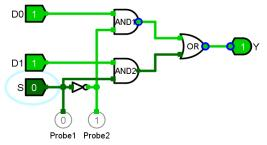 D0 1
AND1
OR
1 Y
D1 1
AND2
S 0
0 1
Probe1 Probe2